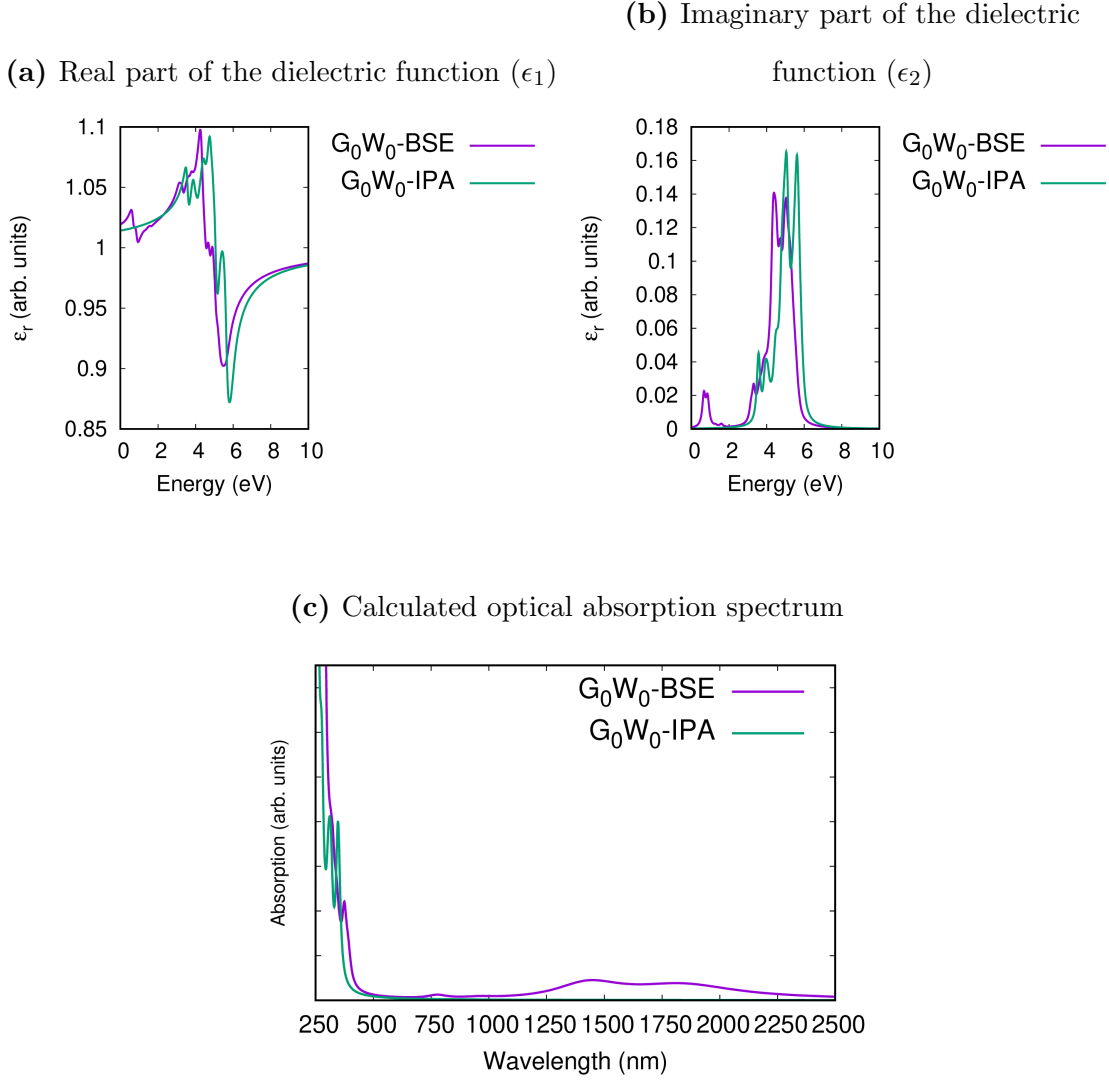 (a) Real part of the dielectric function (ϵ₁)
1.1
1.05
1
0.95
0.9
0.85
0 2 4 6 8 10
εᵣ (arb. units)
Energy (eV)
G₀W₀-BSE
G₀W₀-IPA
(b) Imaginary part of the dielectric
function (ϵ₂)
0.18
0.16
0.14
0.12
0.1
0.08
0.06
0.04
0.02
0
0 2 4 6 8 10
εᵣ (arb. units)
Energy (eV)
G₀W₀-BSE
G₀W₀-IPA
(c) Calculated optical absorption spectrum
G₀W₀-BSE
G₀W₀-IPA
Absorption (arb. units)
250 500 750 1000 1250 1500 1750 2000 2250 2500
Wavelength (nm)